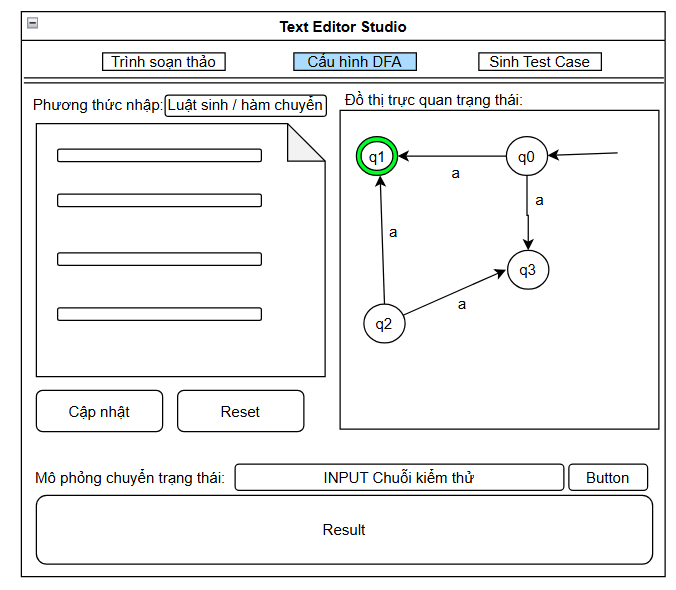 Text Editor Studio
Trình soạn thảo
Cấu hình DFA
Sinh Test Case
Phương thức nhập:
Luật sinh / hàm chuyển
Đồ thị trực quan trạng thái:
q1
q0
a
a
a
q3
a
q2
Cập nhật
Reset
Mô phỏng chuyển trạng thái:
INPUT Chuỗi kiểm thử
Button
Result